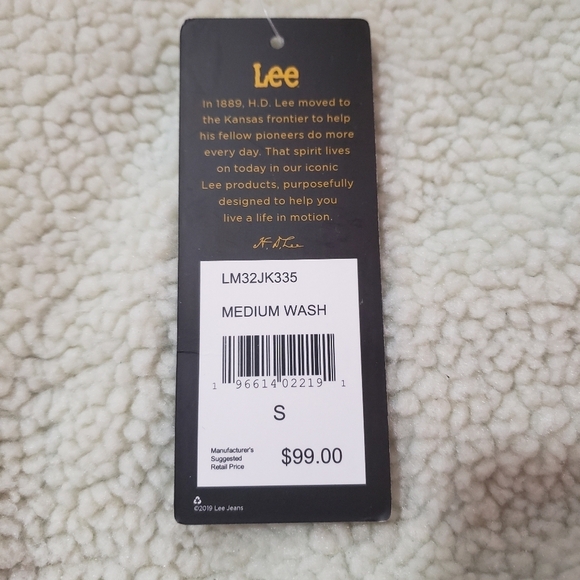 Lee
In 1889, H.D. Lee moved to
the Kansas frontier to help
his fellow pioneers do more
every day. That spirit lives
on today in our iconic
Lee products, purposefully
designed to help you
live a life in motion.
H. D. Lee
LM32JK335
MEDIUM WASH
1 96614 02219 1
S
Manufacturer's
Suggested
Retail Price
$99.00
©2019 Lee Jeans